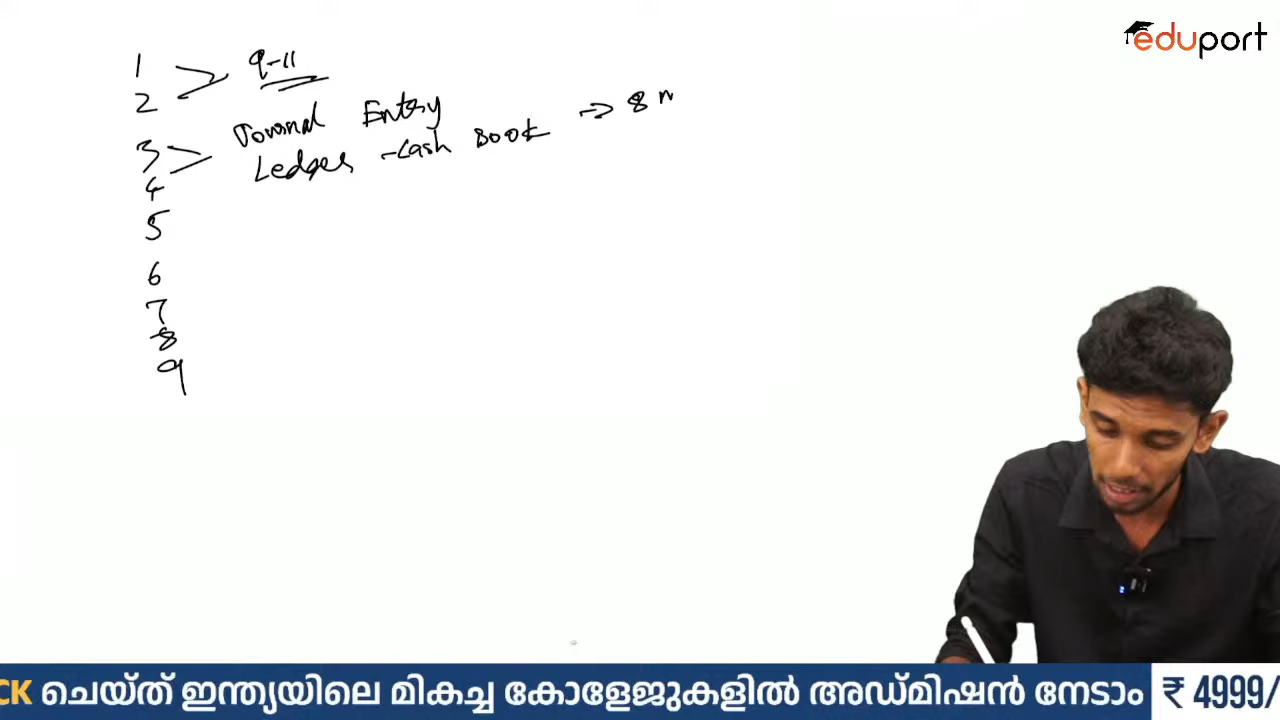 eduport
1
2
9-11
3
4
Journal Entry
Ledger - Cash Book → 8 m
5
6
7
8
9
CK ചെയ്ത് ഇന്ത്യയിലെ മികച്ച കോളേജുകളിൽ അഡ്മിഷൻ നേടാം ₹ 4999/